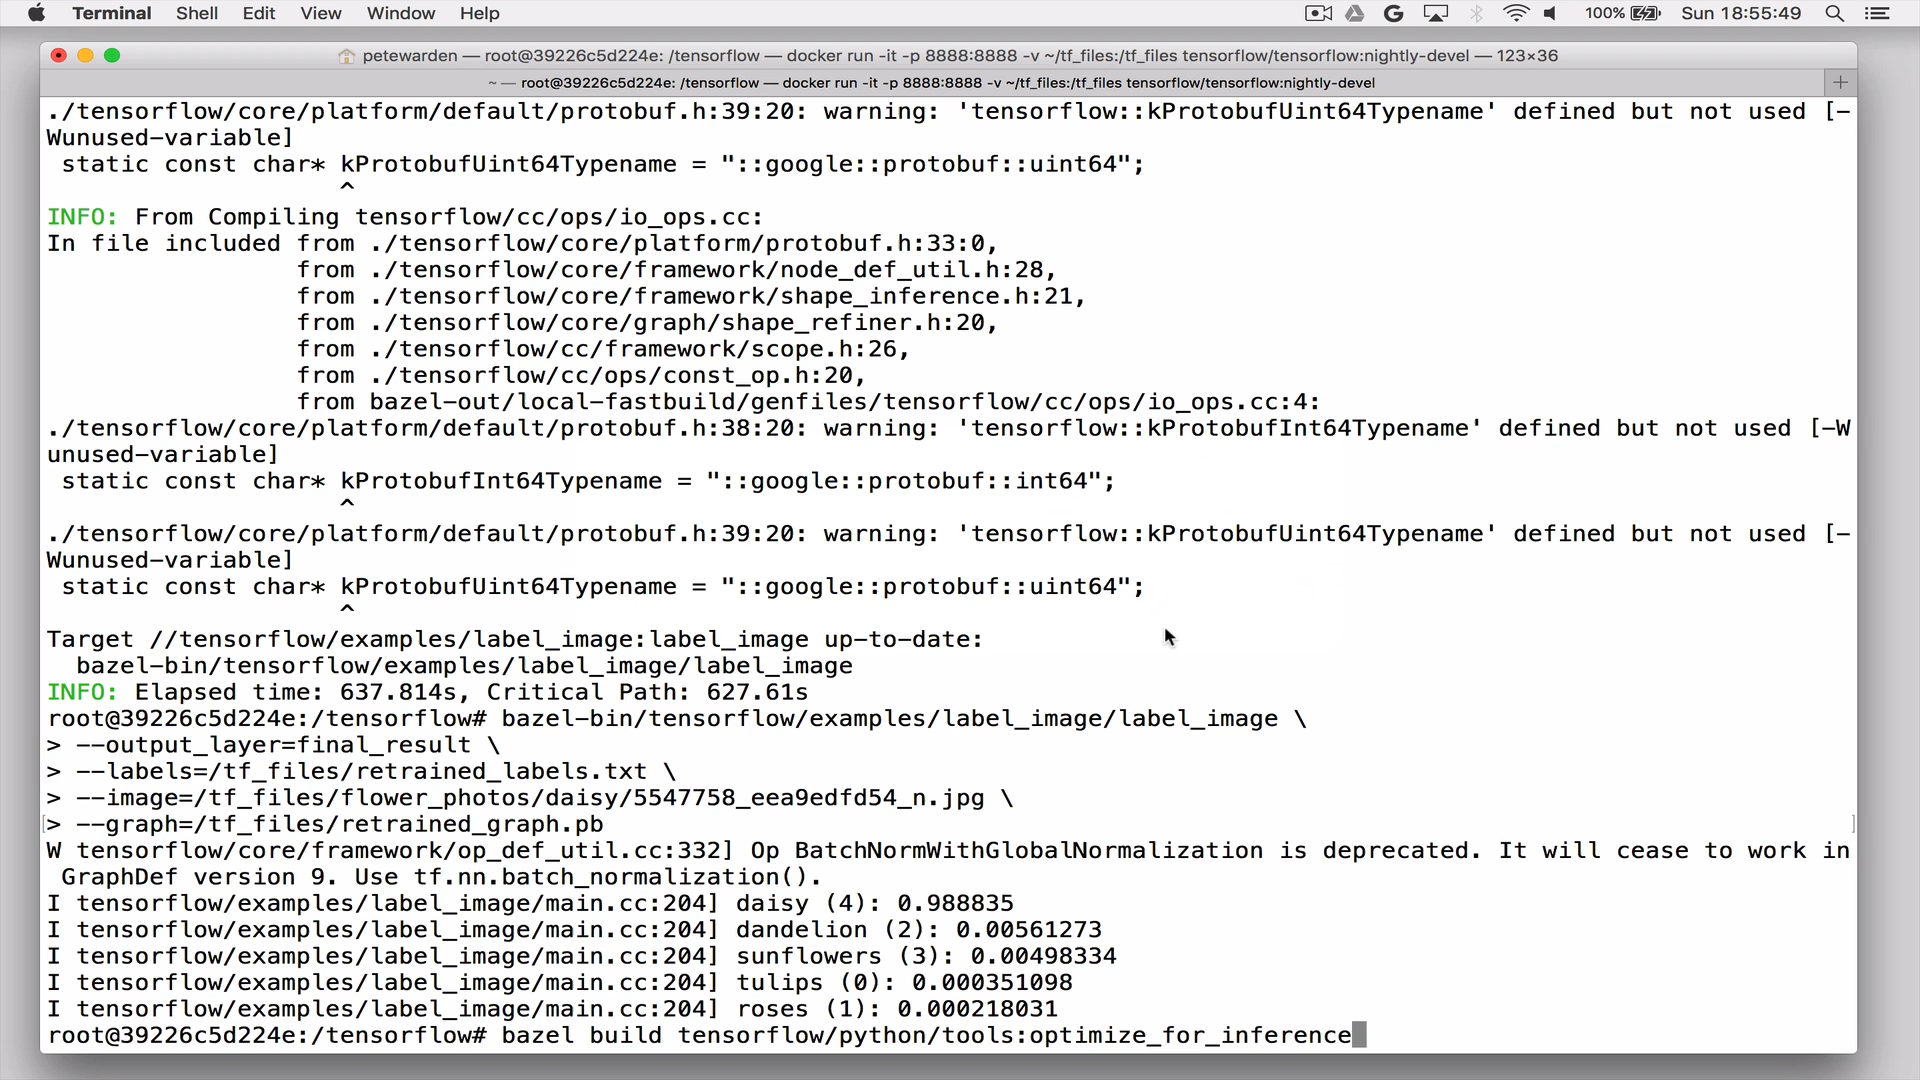 Terminal Shell Edit View Window Help 100% Sun 18:55:49
petewarden — root@39226c5d224e: /tensorflow — docker run -it -p 8888:8888 -v ~/tf_files:/tf_files tensorflow/tensorflow:nightly-devel — 123×36
~ — root@39226c5d224e: /tensorflow — docker run -it -p 8888:8888 -v ~/tf_files:/tf_files tensorflow/tensorflow:nightly-devel +
./tensorflow/core/platform/default/protobuf.h:39:20: warning: 'tensorflow::kProtobufUint64Typename' defined but not used [-
Wunused-variable]
 static const char* kProtobufUint64Typename = "::google::protobuf::uint64";
                    ^
INFO: From Compiling tensorflow/cc/ops/io_ops.cc:
In file included from ./tensorflow/core/platform/protobuf.h:33:0,
                 from ./tensorflow/core/framework/node_def_util.h:28,
                 from ./tensorflow/core/framework/shape_inference.h:21,
                 from ./tensorflow/core/graph/shape_refiner.h:20,
                 from ./tensorflow/cc/framework/scope.h:26,
                 from ./tensorflow/cc/ops/const_op.h:20,
                 from bazel-out/local-fastbuild/genfiles/tensorflow/cc/ops/io_ops.cc:4:
./tensorflow/core/platform/default/protobuf.h:38:20: warning: 'tensorflow::kProtobufInt64Typename' defined but not used [-W
unused-variable]
 static const char* kProtobufInt64Typename = "::google::protobuf::int64";
                    ^
./tensorflow/core/platform/default/protobuf.h:39:20: warning: 'tensorflow::kProtobufUint64Typename' defined but not used [-
Wunused-variable]
 static const char* kProtobufUint64Typename = "::google::protobuf::uint64";
                    ^
Target //tensorflow/examples/label_image:label_image up-to-date:
  bazel-bin/tensorflow/examples/label_image/label_image
INFO: Elapsed time: 637.814s, Critical Path: 627.61s
root@39226c5d224e:/tensorflow# bazel-bin/tensorflow/examples/label_image/label_image \
> --output_layer=final_result \
> --labels=/tf_files/retrained_labels.txt \
> --image=/tf_files/flower_photos/daisy/5547758_eea9edfd54_n.jpg \
[> --graph=/tf_files/retrained_graph.pb ]
W tensorflow/core/framework/op_def_util.cc:332] Op BatchNormWithGlobalNormalization is deprecated. It will cease to work in
 GraphDef version 9. Use tf.nn.batch_normalization().
I tensorflow/examples/label_image/main.cc:204] daisy (4): 0.988835
I tensorflow/examples/label_image/main.cc:204] dandelion (2): 0.00561273
I tensorflow/examples/label_image/main.cc:204] sunflowers (3): 0.00498334
I tensorflow/examples/label_image/main.cc:204] tulips (0): 0.000351098
I tensorflow/examples/label_image/main.cc:204] roses (1): 0.000218031
root@39226c5d224e:/tensorflow# bazel build tensorflow/python/tools:optimize_for_inference